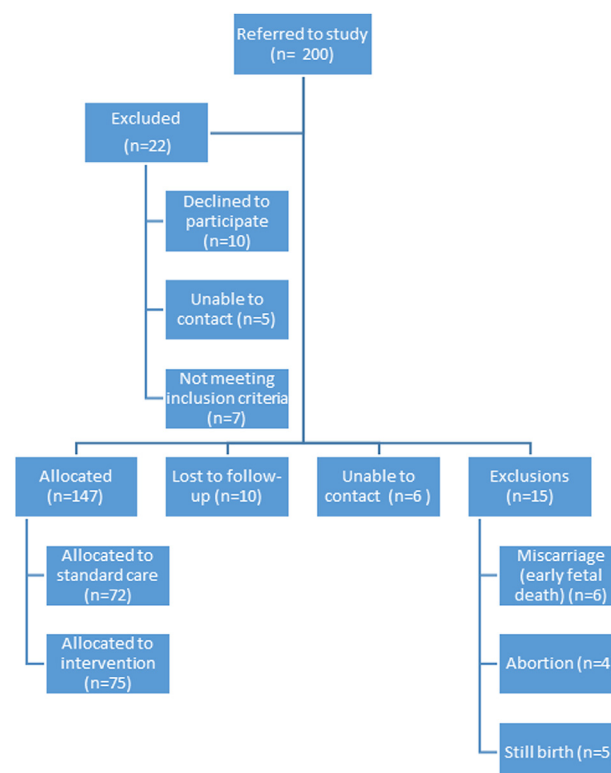 Referred to study
(n= 200)
Excluded
(n=22)
Declined to
participate
(n=10)
Unable to
contact (n=5)
Not meeting
inclusion criteria
(n=7)
Allocated
(n=147)
Lost to follow-
up (n=10)
Unable to
contact (n=6 )
Exclusions
(n=15)
Allocated to
standard care
(n=72)
Allocated to
intervention
(n=75)
Miscarriage
(early fetal
death) (n=6)
Abortion (n=4
Still birth (n=5